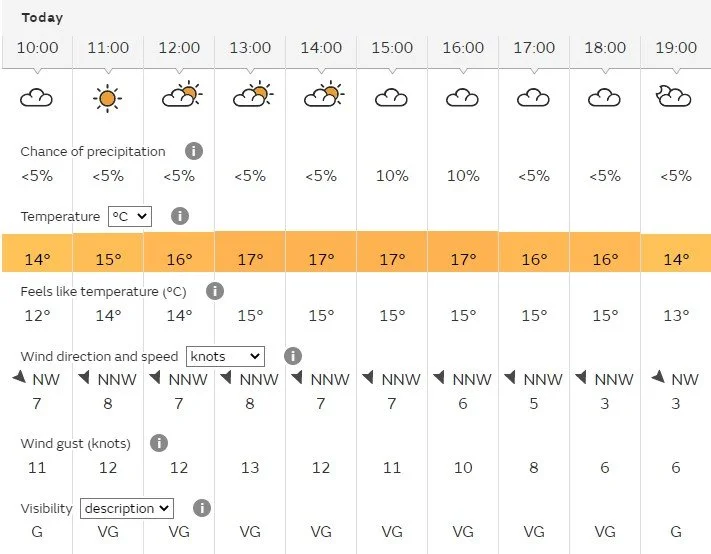 Today
10:00 11:00 12:00 13:00 14:00 15:00 16:00 17:00 18:00 19:00
Chance of precipitation i
<5% <5% <5% <5% <5% 10% 10% <5% <5% <5%
Temperature °C i
14° 15° 16° 17° 17° 17° 17° 16° 16° 14°
Feels like temperature (°C) i
12° 14° 14° 15° 15° 15° 15° 15° 15° 13°
Wind direction and speed knots i
NW NNW NNW NNW NNW NNW NNW NNW NNW NW
7 8 7 8 7 7 6 5 3 3
Wind gust (knots) i
11 12 12 13 12 11 10 8 6 6
Visibility description i
G VG VG VG VG VG VG VG VG G